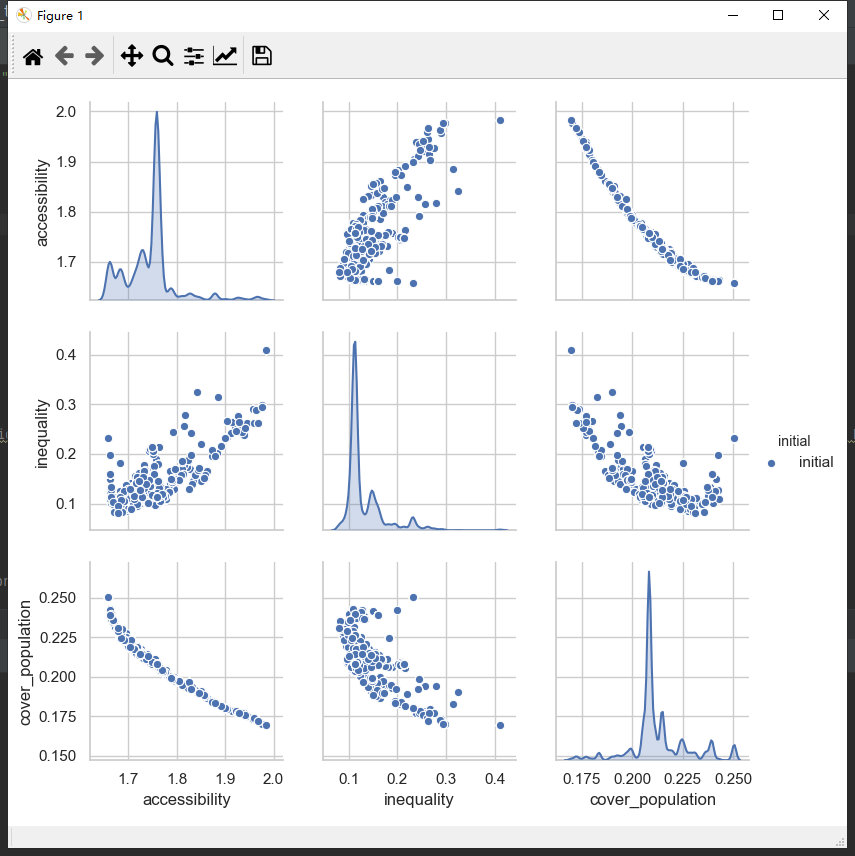 Figure 1
2.0
1.9
1.8
1.7
accessibility
0.4
0.3
0.2
0.1
inequality
initial
initial
0.250
0.225
0.200
0.175
0.150
cover_population
1.7 1.8 1.9 2.0
0.1 0.2 0.3 0.4
0.175 0.200 0.225 0.250
accessibility
inequality
cover_population